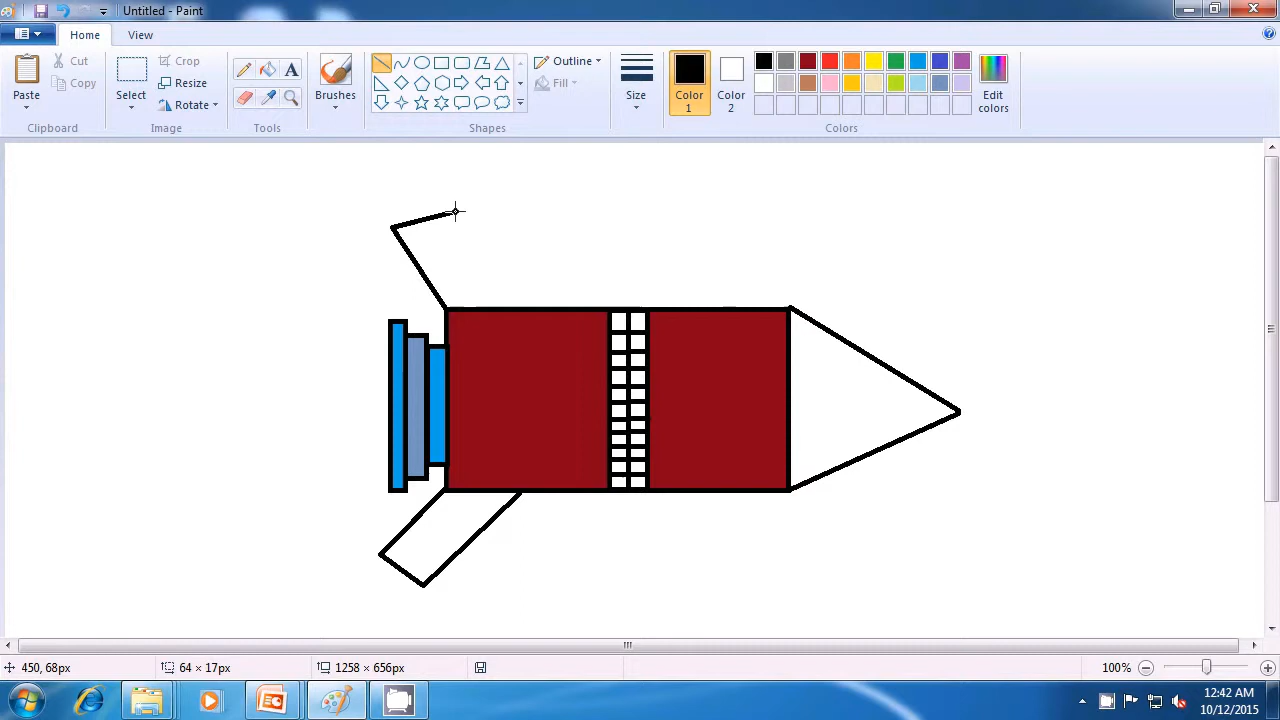 Untitled - Paint
Home View
Paste
Cut
Copy
Clipboard
Select
Crop
Resize
Rotate
Image
A
Tools
Brushes
Outline
Fill
Shapes
Size
Color 1
Color 2
Edit colors
Colors
450, 68px
64 × 17px
1258 × 656px
100%
12:42 AM
10/12/2015